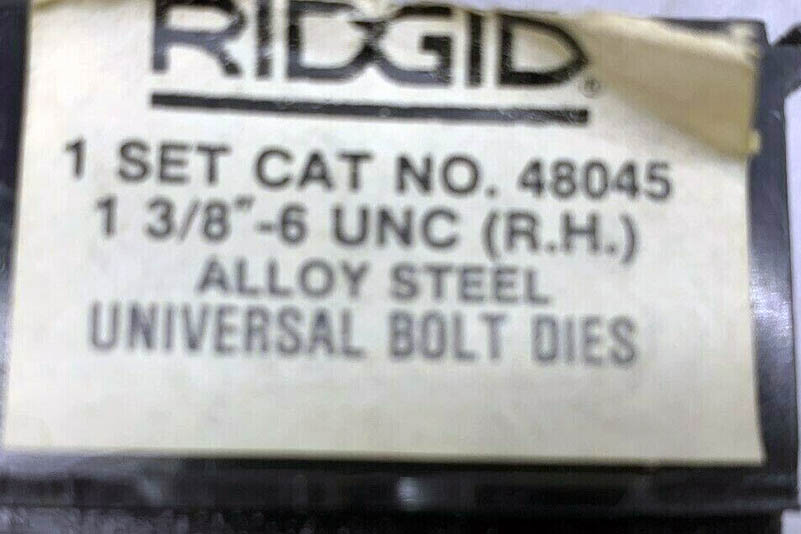 RIDGID®
1 SET CAT NO. 48045
1 3/8"-6 UNC (R.H.)
ALLOY STEEL
UNIVERSAL BOLT DIES